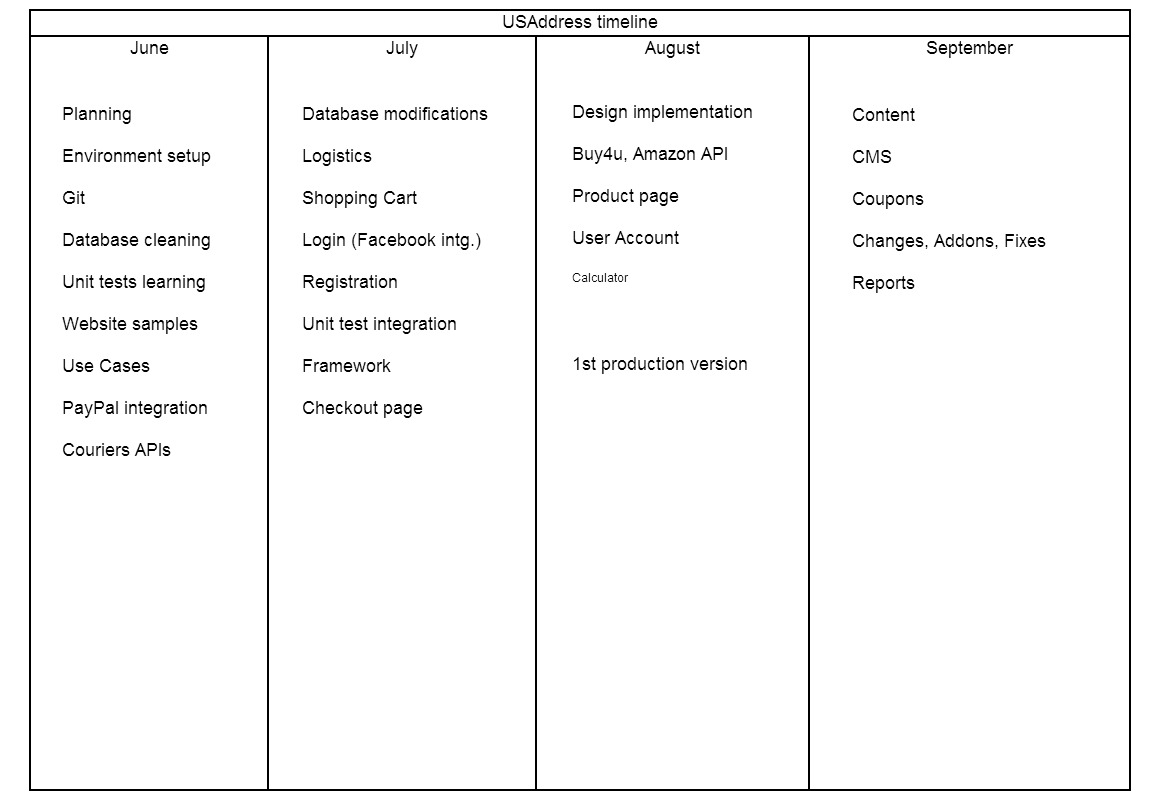 USAddress timeline
June
Planning
Environment setup
Git
Database cleaning
Unit tests learning
Website samples
Use Cases
PayPal integration
Couriers APIs
July
Database modifications
Logistics
Shopping Cart
Login (Facebook intg.)
Registration
Unit test integration
Framework
Checkout page
August
Design implementation
Buy4u, Amazon API
Product page
User Account
Calculator
1st production version
September
Content
CMS
Coupons
Changes, Addons, Fixes
Reports